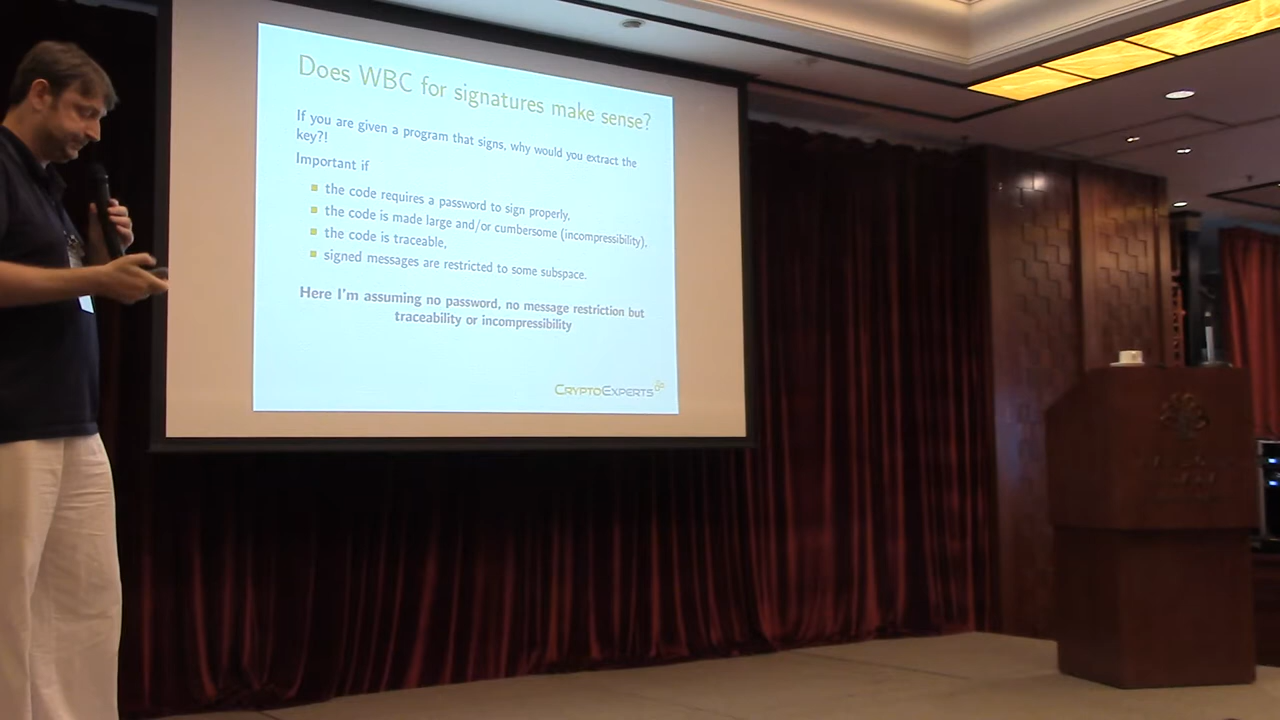 Does WBC for signatures make sense?
If you are given a program that signs, why would you extract the
key?!
Important if
the code requires a password to sign properly,
the code is made large and/or cumbersome (incompressibility),
the code is traceable,
signed messages are restricted to some subspace.
Here I'm assuming no password, no message restriction but
traceability or incompressibility
CRYPTOEXPERTS